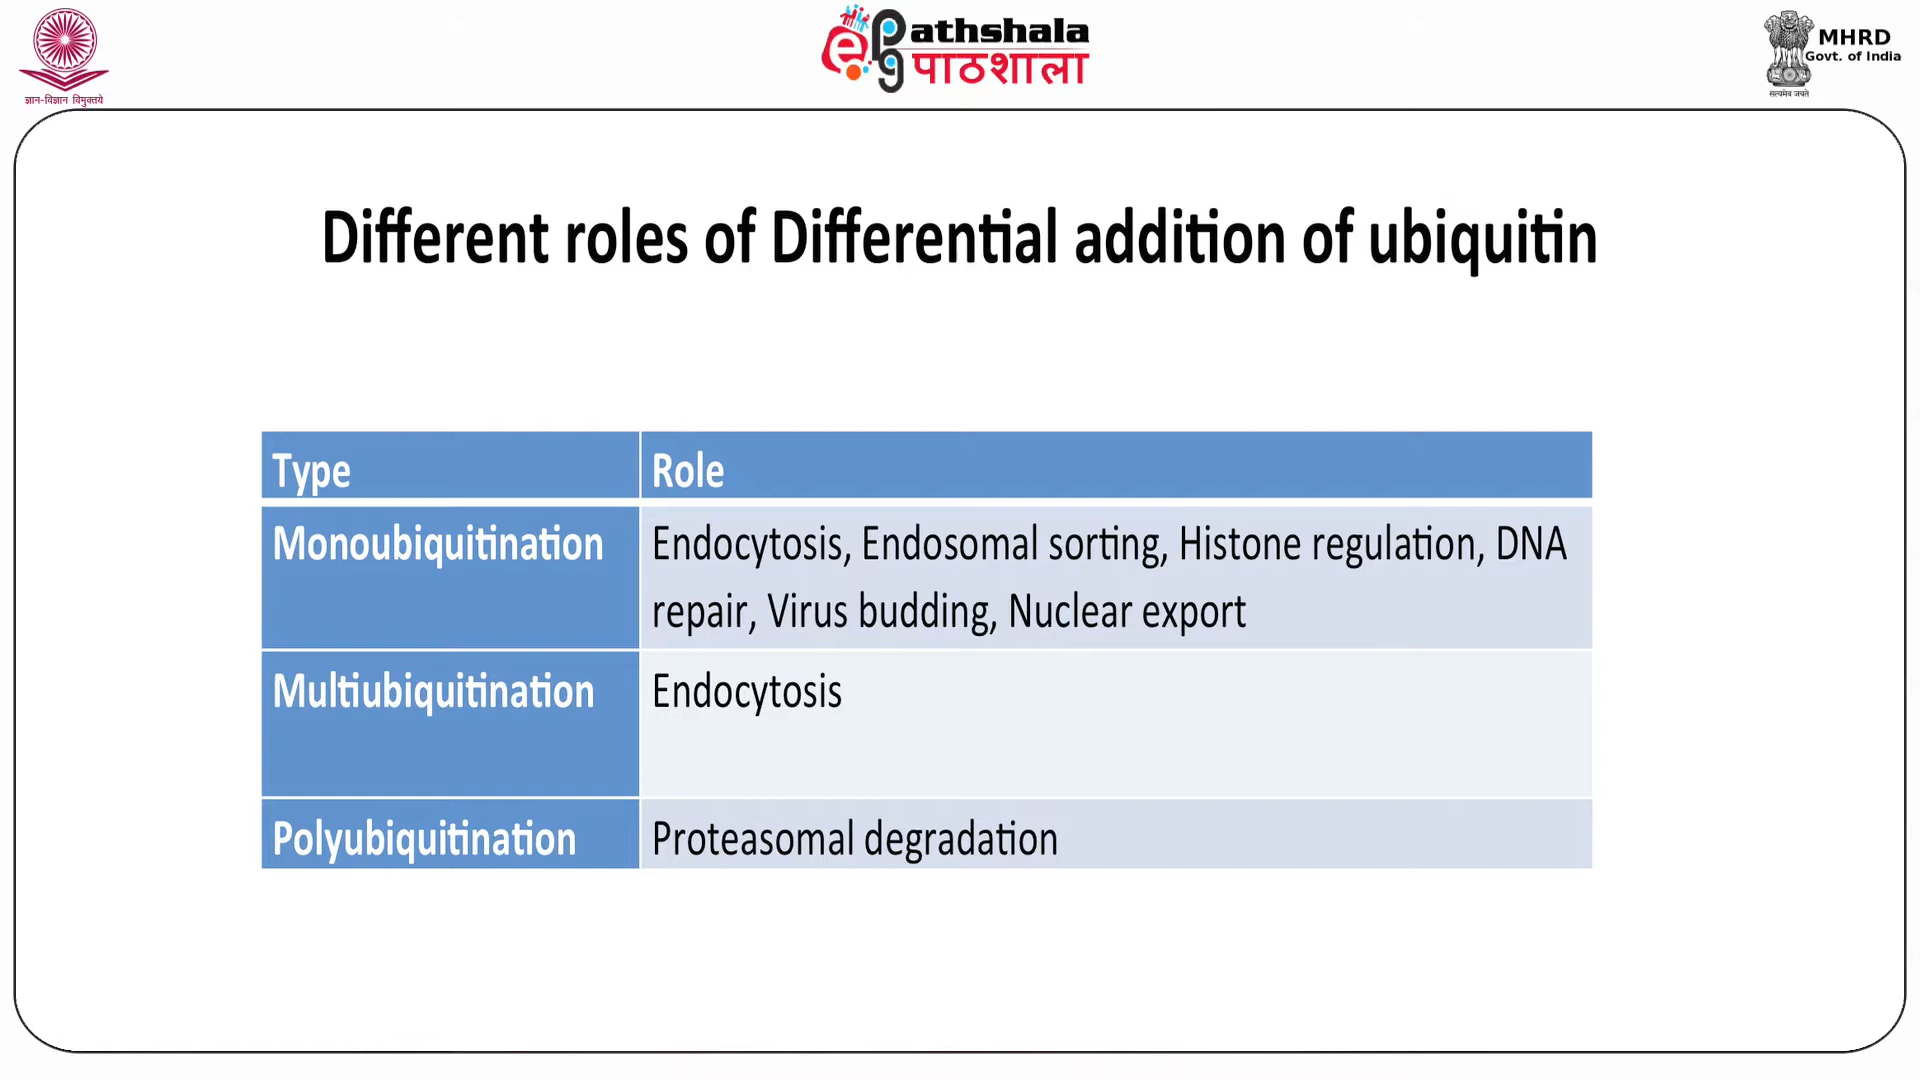 ज्ञान-विज्ञान विमुक्तये
ePG
athshala
पाठशाला
MHRD
Govt. of India
सत्यमेव जयते
Different roles of Differential addition of ubiquitin
Type Role
Monoubiquitination Endocytosis, Endosomal sorting, Histone regulation, DNA
repair, Virus budding, Nuclear export
Multiubiquitination Endocytosis
Polyubiquitination Proteasomal degradation